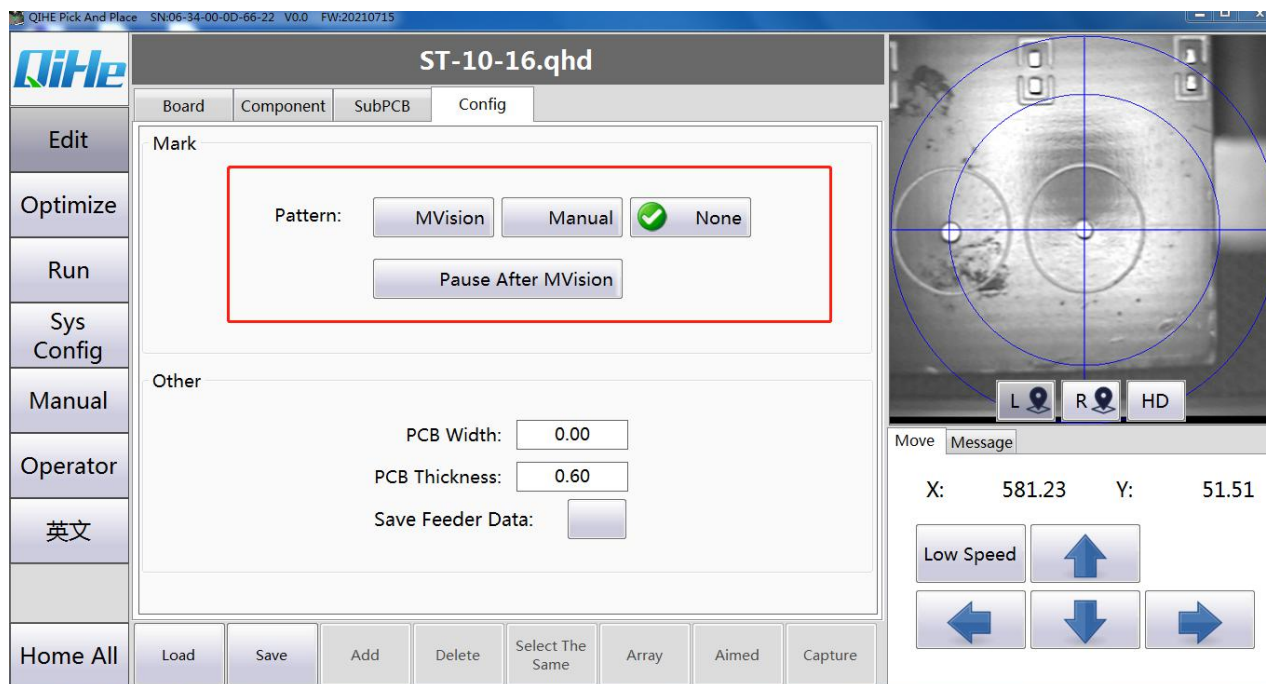 QIHE Pick And Place SN:06-34-00-0D-66-22 V0.0 FW:20210715
QiHe
ST-10-16.qhd
Board Component SubPCB Config
Edit
Optimize
Run
Sys
Config
Manual
Operator
英文
Home All
Mark
Pattern: MVision Manual None
Pause After MVision
Other
PCB Width: 0.00
PCB Thickness: 0.60
Save Feeder Data:
Load Save Add Delete Select The Same Array Aimed Capture
L R HD
Move Message
X: 581.23 Y: 51.51
Low Speed